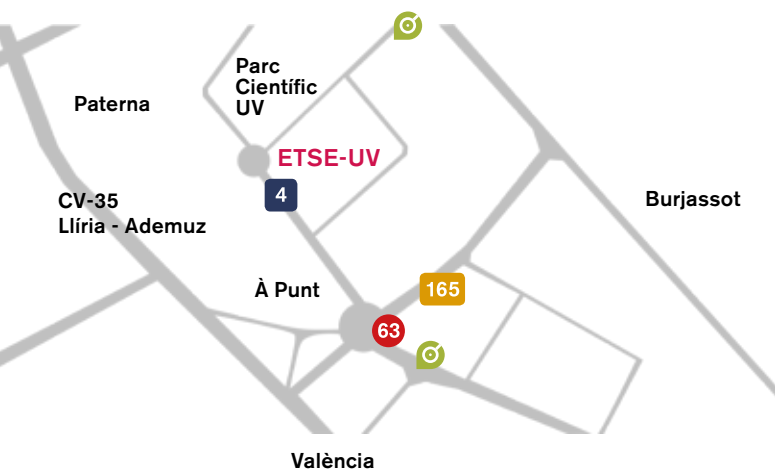 Parc
Científic
UV
Paterna
ETSE-UV
4
CV-35
Llíria - Ademuz
Burjassot
À Punt
165
63
València